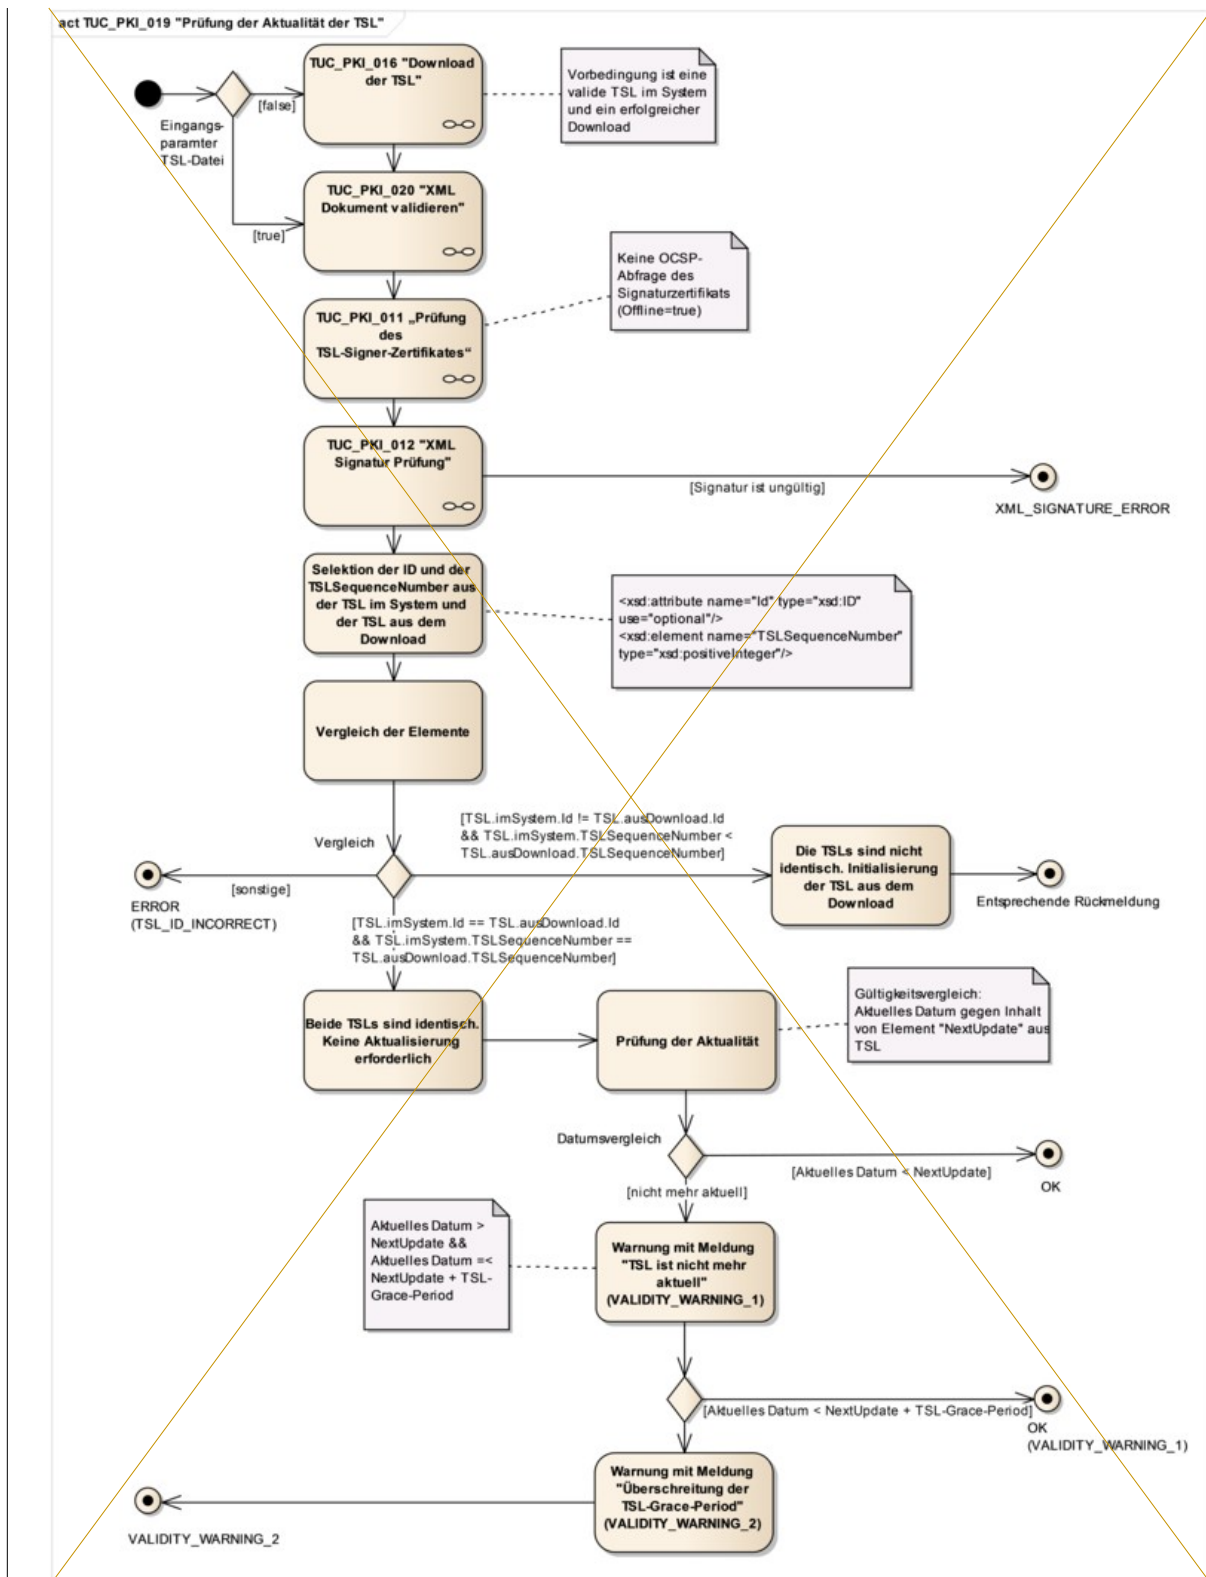 act TUC_PKI_019 "Prüfung der Aktualität der TSL"
TUC_PKI_016 "Download
der TSL"
Vorbedingung ist eine
valide TSL im System
und ein erfolgreicher
Download
[false]
Eingangs-
paramter
TSL-Datei
TUC_PKI_020 "XML
Dokument validieren"
[true]
Keine OCSP-
Abfrage des
Signaturzertifikats
(Offline=true)
TUC_PKI_011 „Prüfung
des
TSL-Signer-Zertifikates“
TUC_PKI_012 "XML
Signatur Prüfung"
[Signatur ist ungültig]
XML_SIGNATURE_ERROR
Selektion der ID und der
TSLSequenceNumber aus
der TSL im System und
der TSL aus dem
Download
<xsd:attribute name="Id" type="xsd:ID"
use="optional"/>
<xsd:element name="TSLSequenceNumber"
type="xsd:positiveInteger"/>
Vergleich der Elemente
[TSL.imSystem.Id != TSL.ausDownload.Id
&& TSL.imSystem.TSLSequenceNumber <
TSL.ausDownload.TSLSequenceNumber]
Vergleich
Die TSLs sind nicht
identisch. Initialisierung
der TSL aus dem
Download
[sonstige]
ERROR
(TSL_ID_INCORRECT)
Entsprechende Rückmeldung
[TSL.imSystem.Id == TSL.ausDownload.Id
&& TSL.imSystem.TSLSequenceNumber ==
TSL.ausDownload.TSLSequenceNumber]
Gültigkeitsvergleich:
Aktuelles Datum gegen Inhalt
von Element "NextUpdate" aus
TSL
Beide TSLs sind identisch.
Keine Aktualisierung
erforderlich
Prüfung der Aktualität
Datumsvergleich
[Aktuelles Datum < NextUpdate]
OK
[nicht mehr aktuell]
Aktuelles Datum >
NextUpdate &&
Aktuelles Datum =<
NextUpdate + TSL-
Grace-Period
Warnung mit Meldung
"TSL ist nicht mehr
aktuell"
(VALIDITY_WARNING_1)
[Aktuelles Datum < NextUpdate + TSL-Grace-Period]
OK
(VALIDITY_WARNING_1)
Warnung mit Meldung
"Überschreitung der
TSL-Grace-Period"
(VALIDITY_WARNING_2)
VALIDITY_WARNING_2